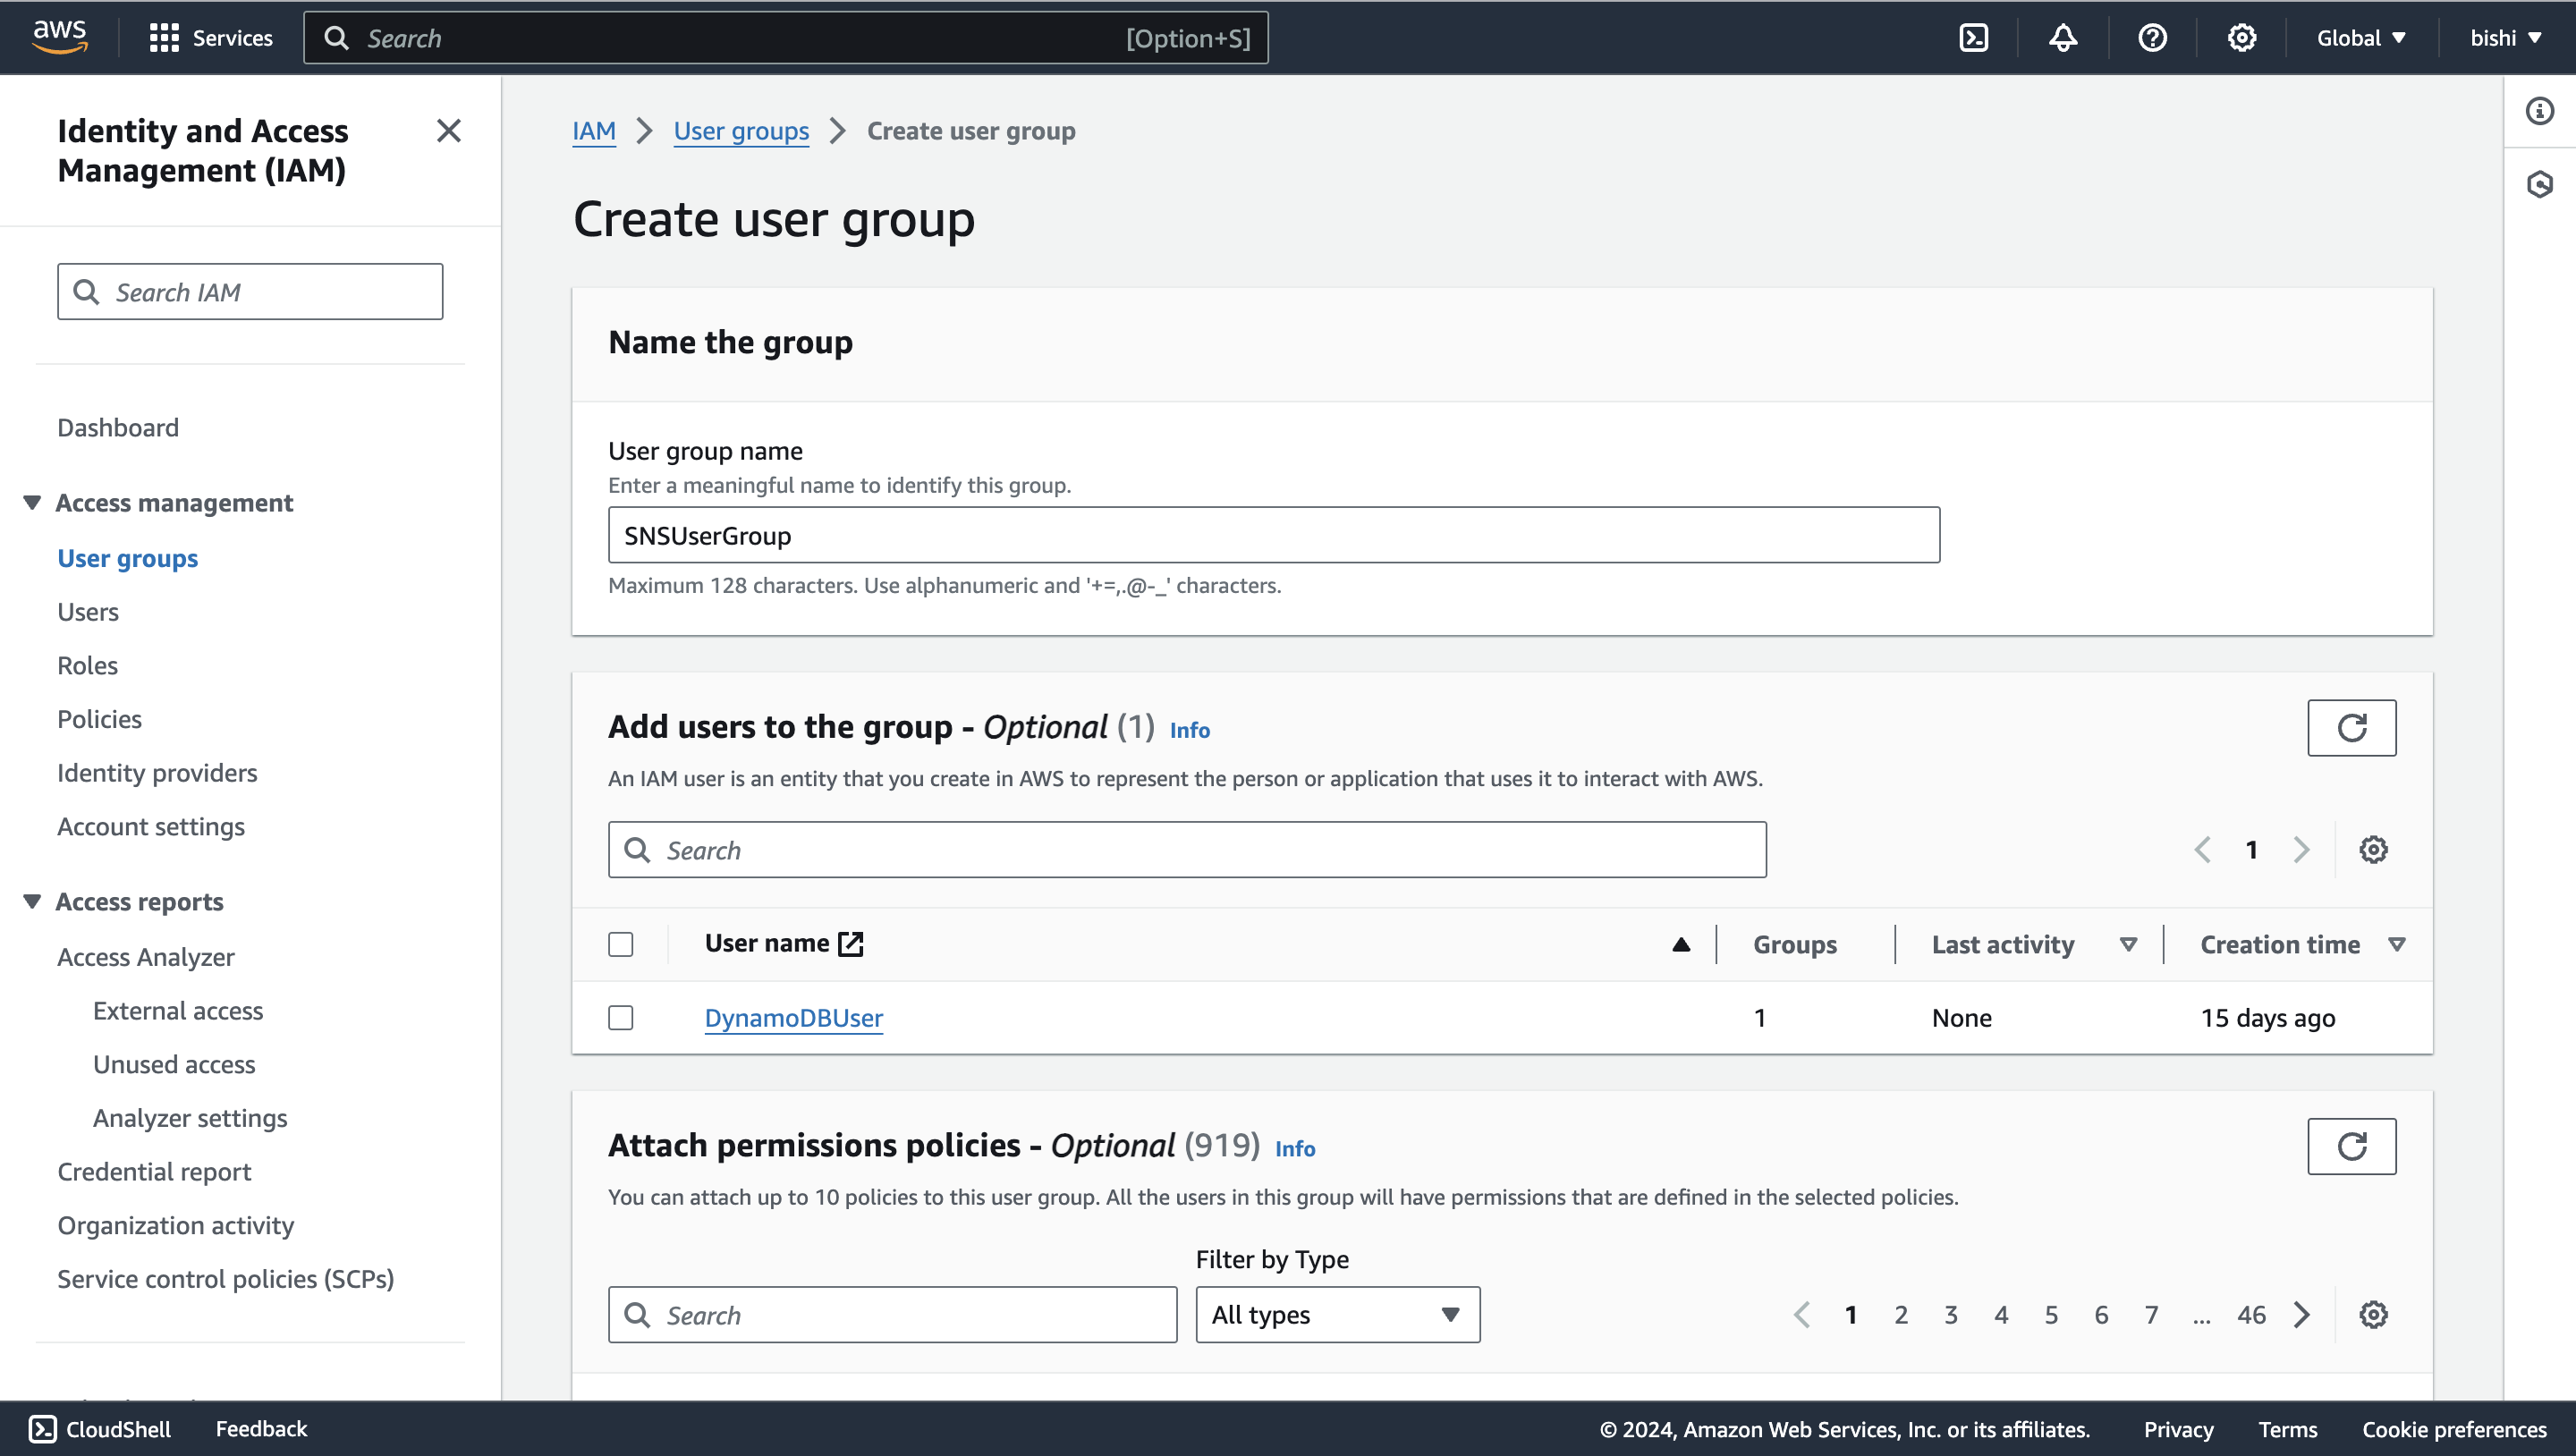 aws
Services
Search
[Option+S]
Global
bishi
Identity and Access
Management (IAM)
Search IAM
Dashboard
Access management
User groups
Users
Roles
Policies
Identity providers
Account settings
Access reports
Access Analyzer
External access
Unused access
Analyzer settings
Credential report
Organization activity
Service control policies (SCPs)
IAM
User groups
Create user group
Create user group
Name the group
User group name
Enter a meaningful name to identify this group.
SNSUserGroup
Maximum 128 characters. Use alphanumeric and '+=,.@-_' characters.
Add users to the group - Optional (1) Info
An IAM user is an entity that you create in AWS to represent the person or application that uses it to interact with AWS.
Search
1
User name
Groups
Last activity
Creation time
DynamoDBUser
1
None
15 days ago
Attach permissions policies - Optional (919) Info
You can attach up to 10 policies to this user group. All the users in this group will have permissions that are defined in the selected policies.
Filter by Type
Search
All types
1 2 3 4 5 6 7 ... 46
CloudShell
Feedback
© 2024, Amazon Web Services, Inc. or its affiliates.
Privacy
Terms
Cookie preferences